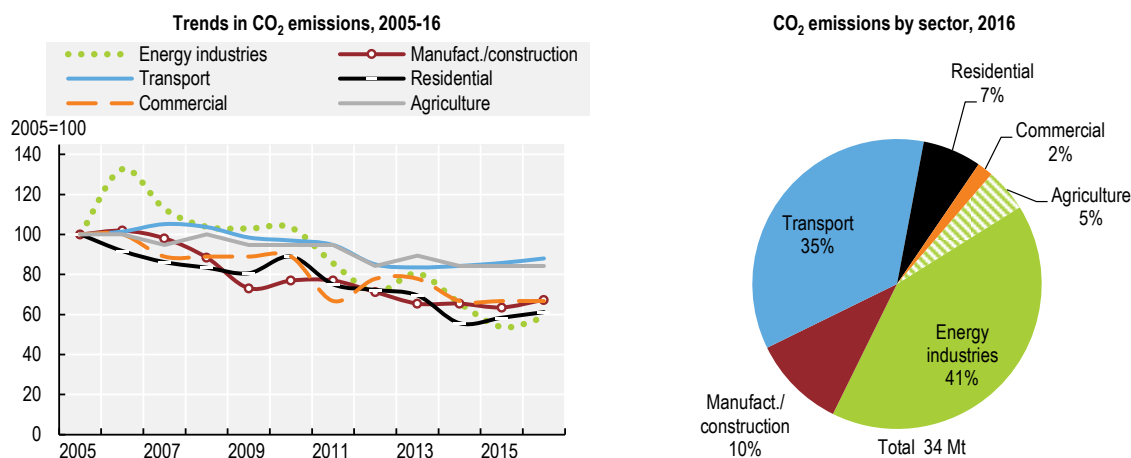 Trends in CO2 emissions, 2005-16
Energy industries
Manufact./construction
Transport
Residential
Commercial
Agriculture
2005=100
140
120
100
80
60
40
20
0
2005
2007
2009
2011
2013
2015
CO2 emissions by sector, 2016
Residential
7%
Commercial
2%
Agriculture
5%
Transport
35%
Energy
industries
41%
Manufact./
construction
10%
Total 34 Mt